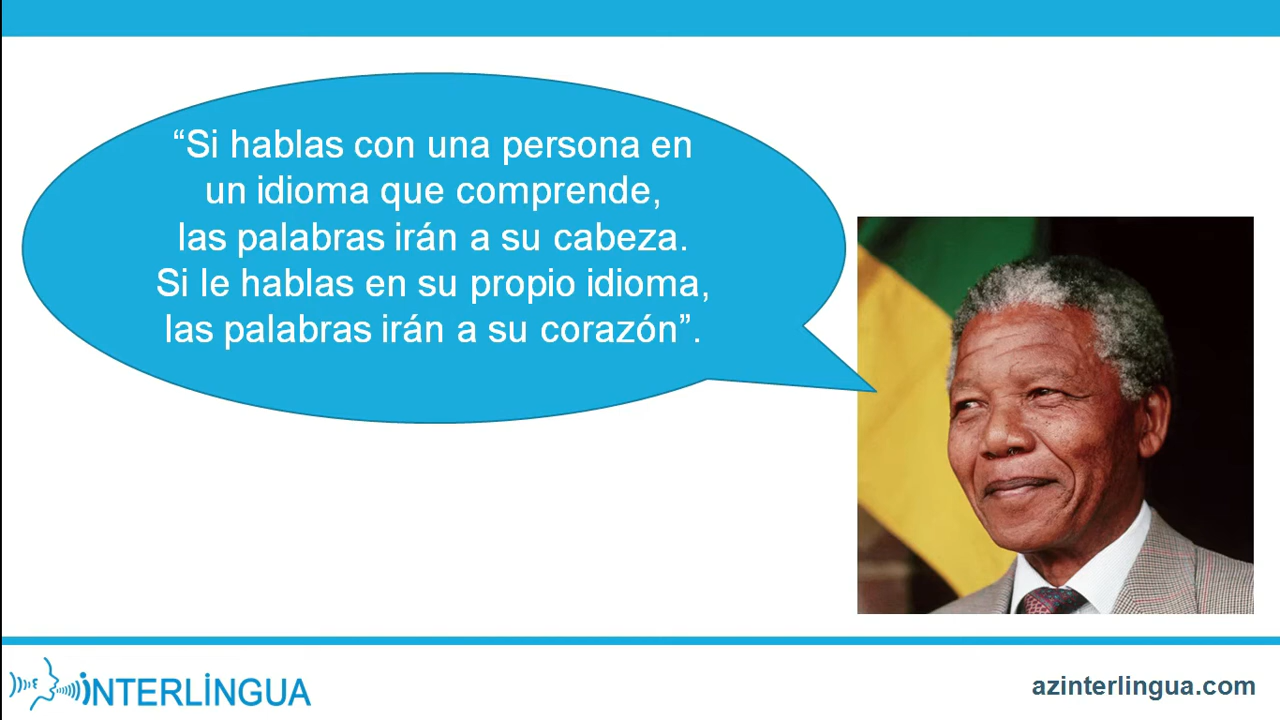 “Si hablas con una persona en
un idioma que comprende,
las palabras irán a su cabeza.
Si le hablas en su propio idioma,
las palabras irán a su corazón”.
İNTERLİNGUA
azinterlingua.com